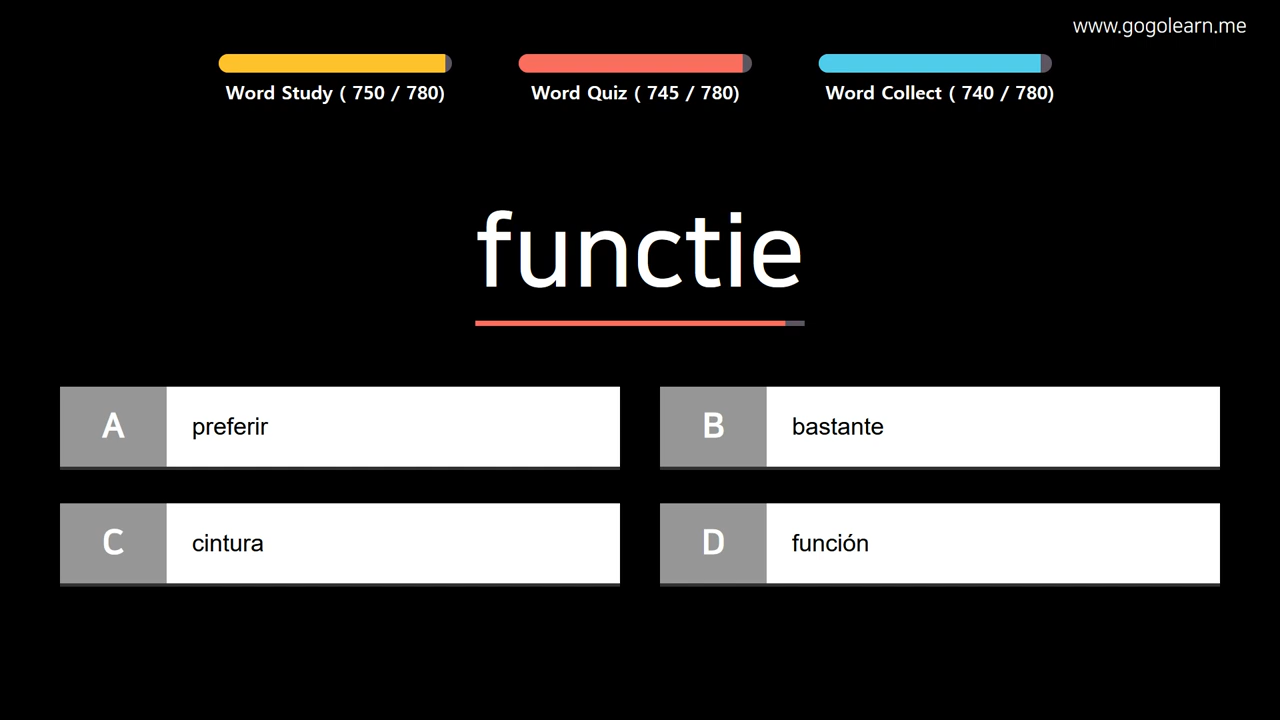 www.gogolearn.me
Word Study ( 750 / 780)
Word Quiz ( 745 / 780)
Word Collect ( 740 / 780)
functie
A preferir
B bastante
C cintura
D función